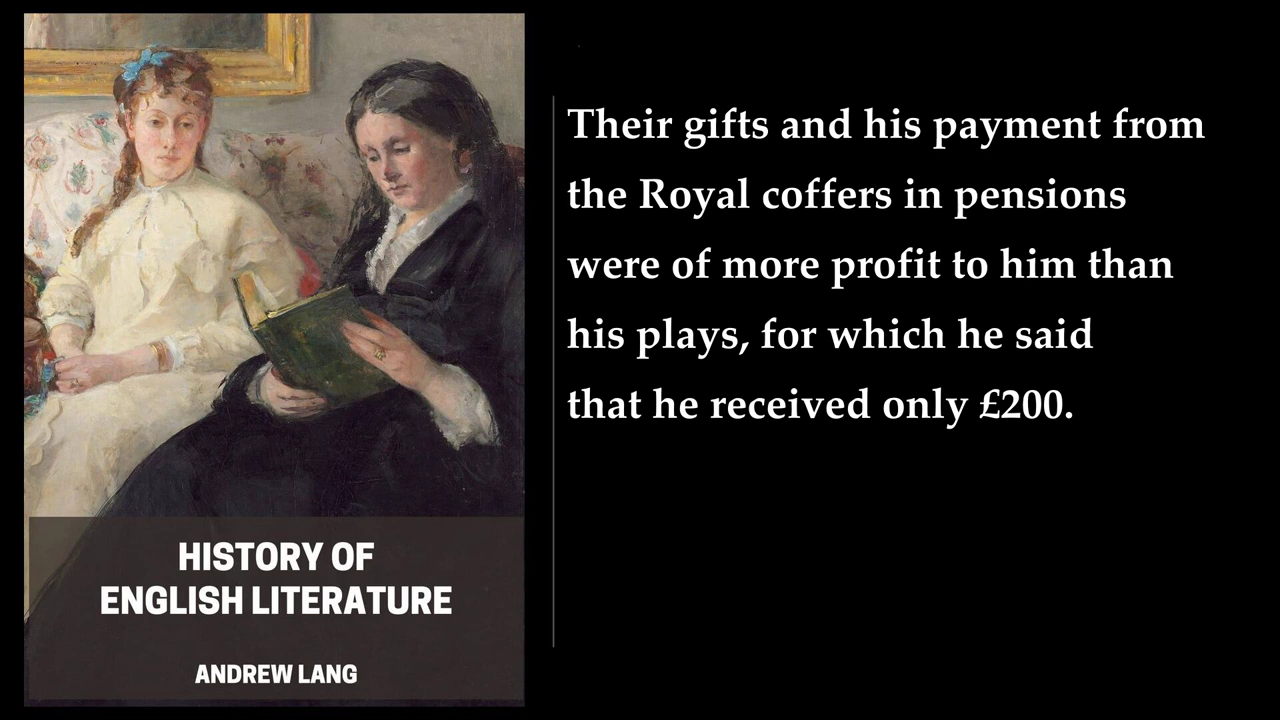 HISTORY OF
ENGLISH LITERATURE
ANDREW LANG
Their gifts and his payment from
the Royal coffers in pensions
were of more profit to him than
his plays, for which he said
that he received only £200.